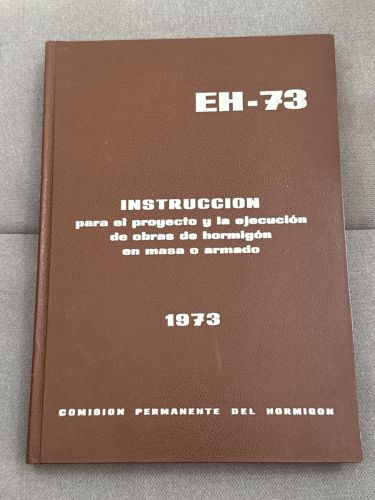 EH-73
INSTRUCCION
para el proyecto y la ejecución
de obras de hormigón
en masa o armado
1973
COMISION PERMANENTE DEL HORMIGON